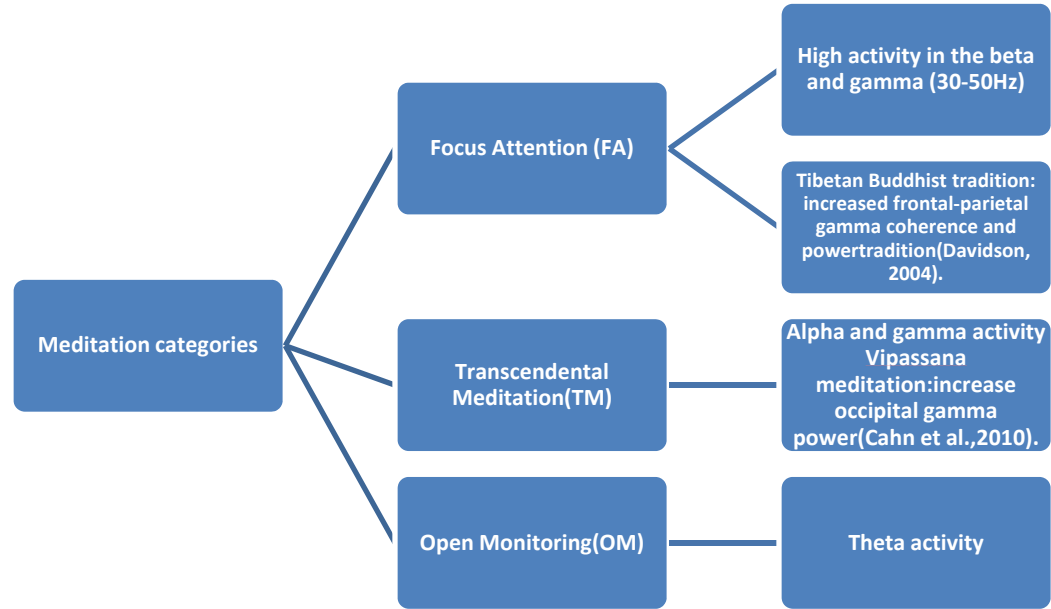 Meditation categories
Focus Attention (FA)
High activity in the beta
and gamma (30-50Hz)
Tibetan Buddhist tradition:
increased frontal-parietal
gamma coherence and
powertradition(Davidson,
2004).
Transcendental
Meditation(TM)
Alpha and gamma activity
Vipassana
meditation:increase
occipital gamma
power(Cahn et al.,2010).
Open Monitoring(OM)
Theta activity